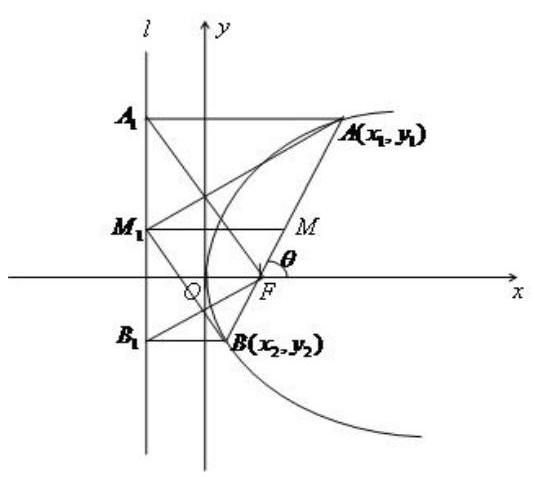 l
y
A₁
A(x₁, y₁)
M₁
M
θ
O
F
x
B₁
B(x₂, y₂)